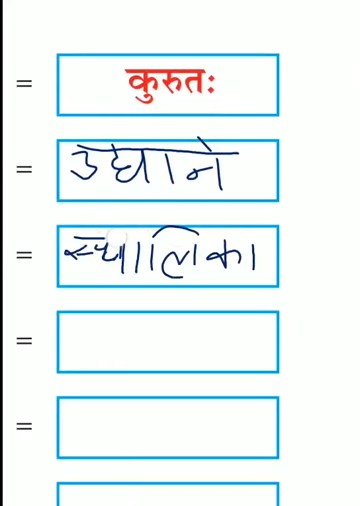 = कुरुतः
= उद्याने
= स्थालिका
=
=